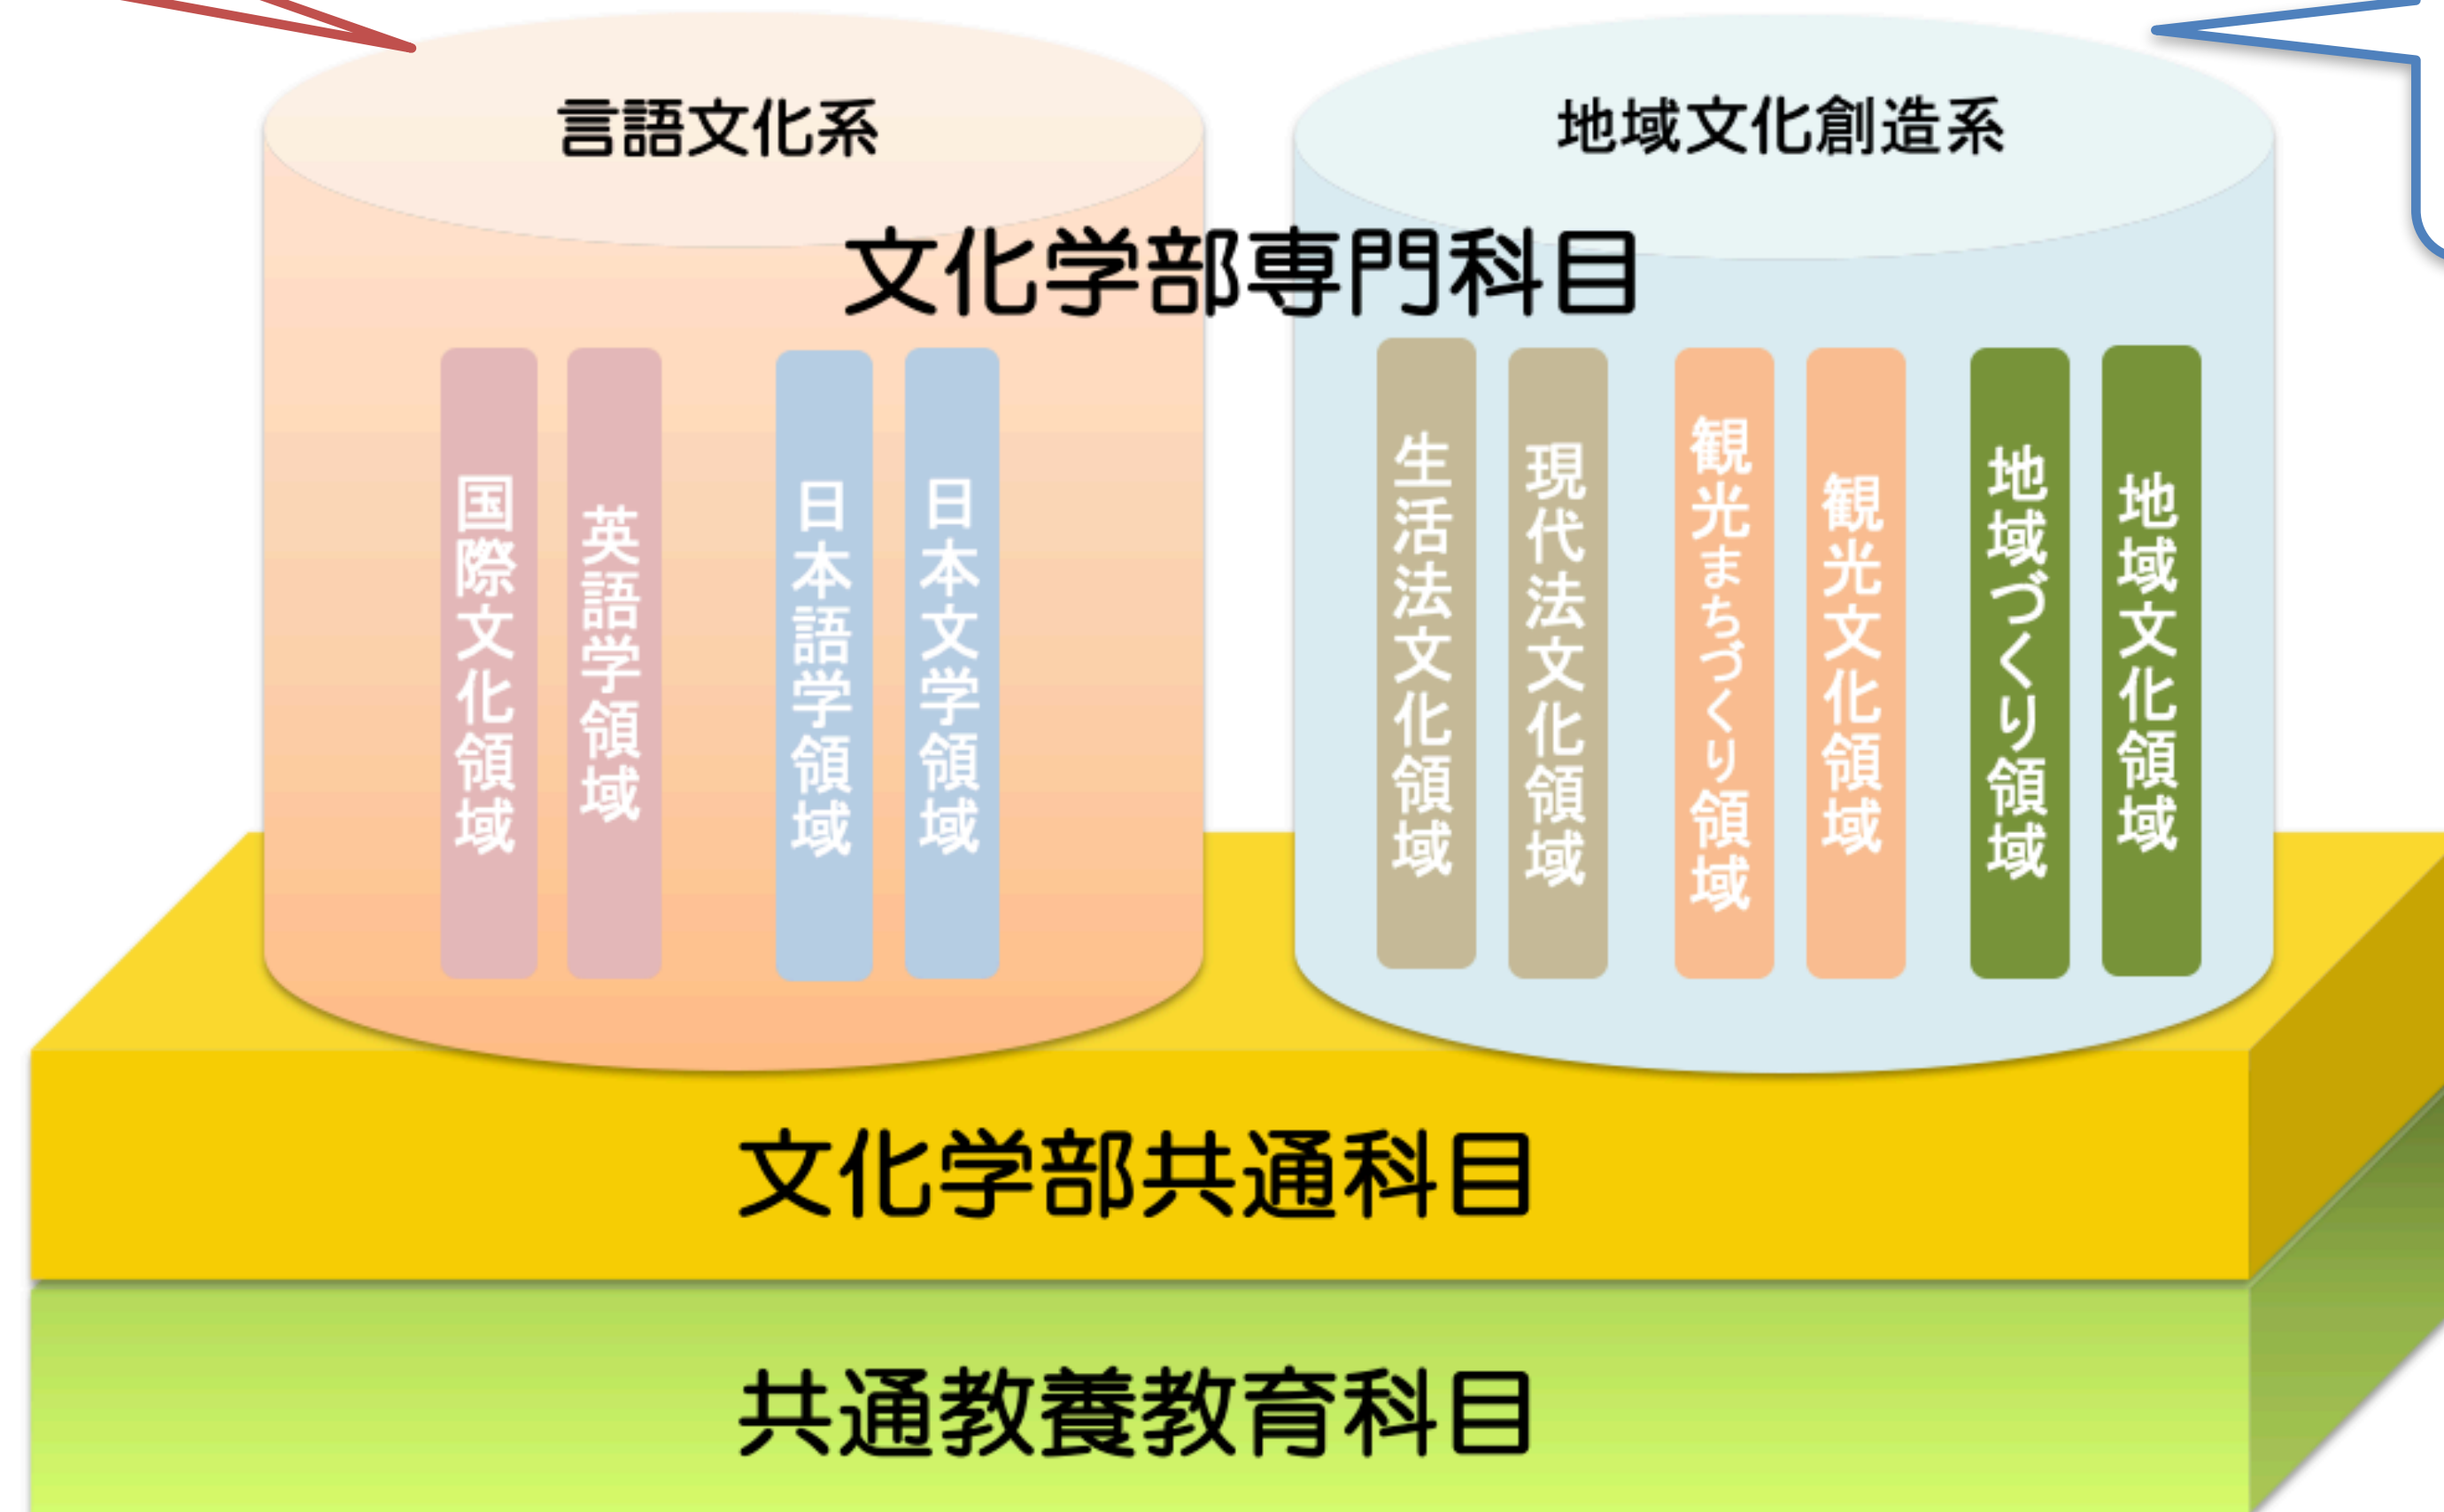 言語文化系
地域文化創造系
文化学部専門科目
国際文化領域
英語学領域
日本語学領域
日本文学領域
生活法文化領域
現代法文化領域
観光まちづくり領域
観光文化領域
地域づくり領域
地域文化領域
文化学部共通科目
共通教養教育科目